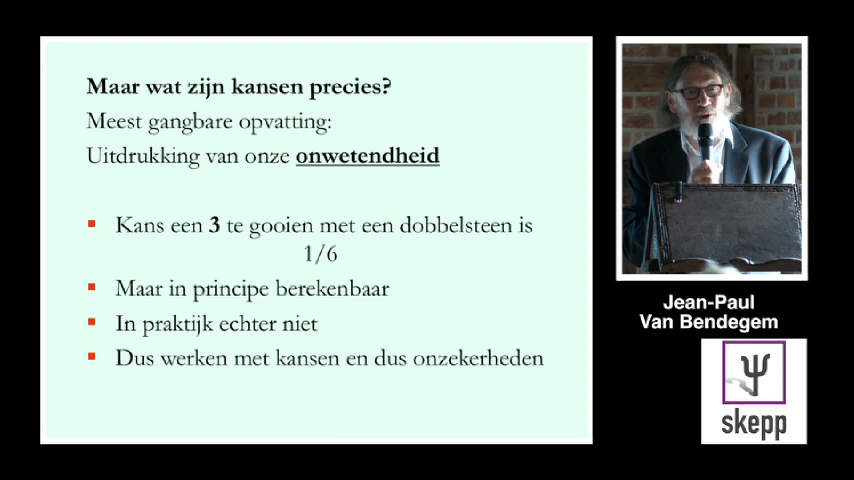 Maar wat zijn kansen precies?
Meest gangbare opvatting:
Uitdrukking van onze onwetendheid
Kans een 3 te gooien met een dobbelsteen is
1/6
Maar in principe berekenbaar
In praktijk echter niet
Dus werken met kansen en dus onzekerheden
Jean-Paul
Van Bendegem
skepp